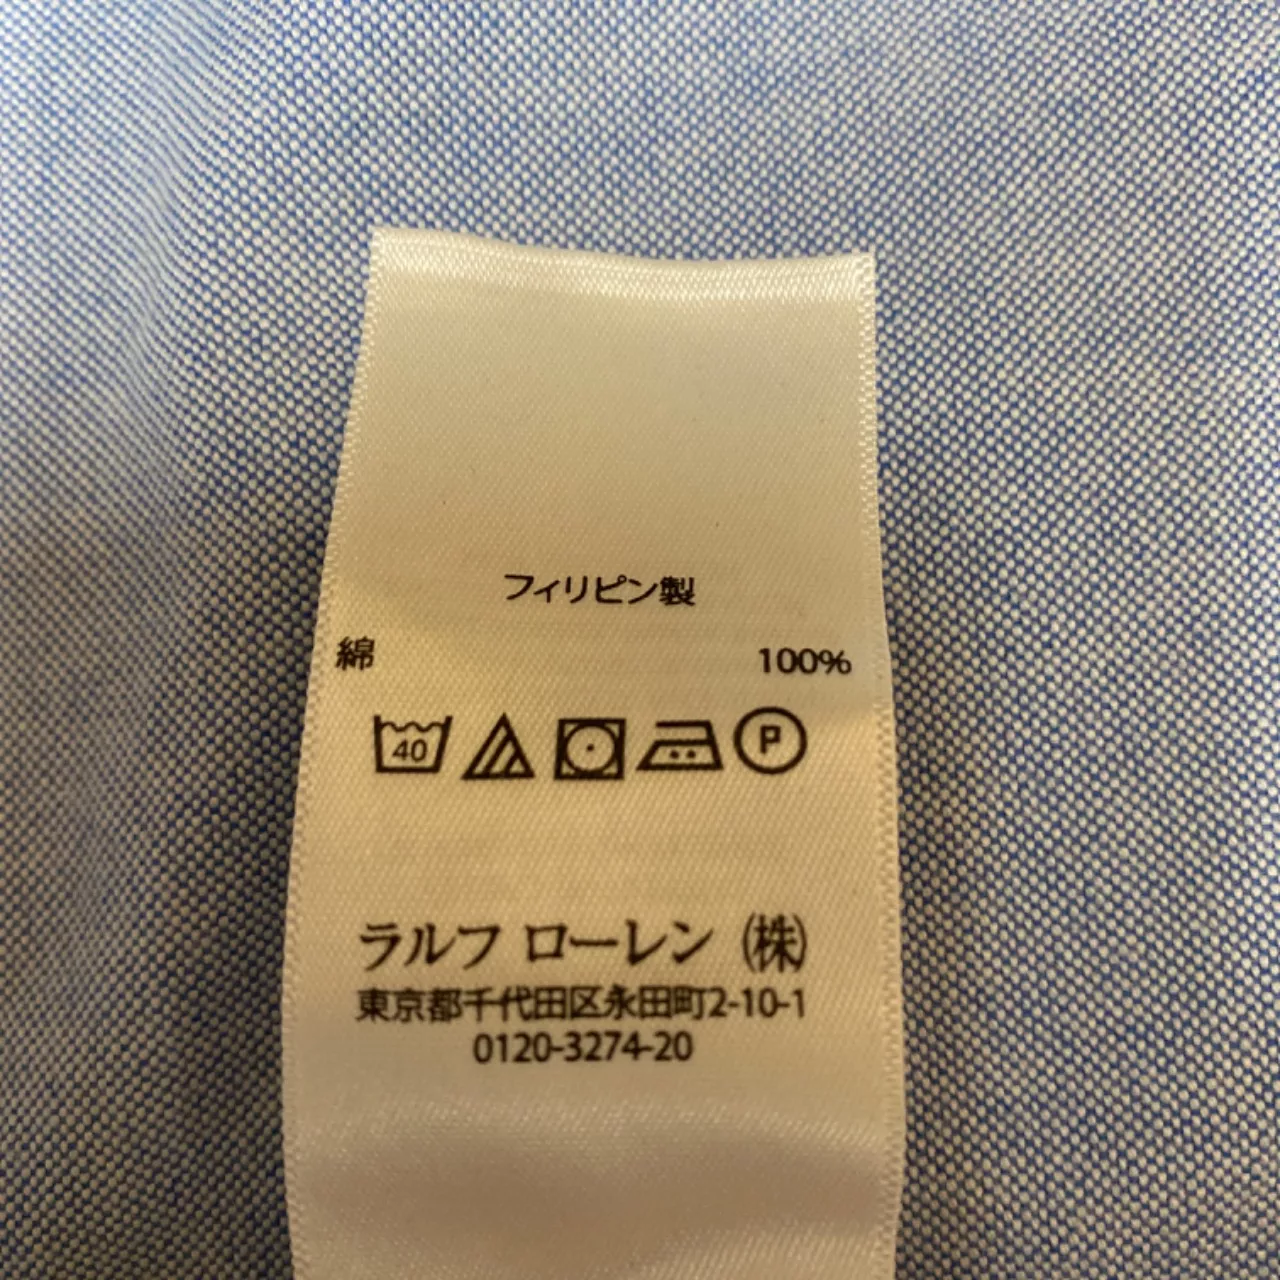 フィリピン製
綿 100%
40 P
ラルフ ローレン (株)
東京都千代田区永田町2-10-1
0120-3274-20